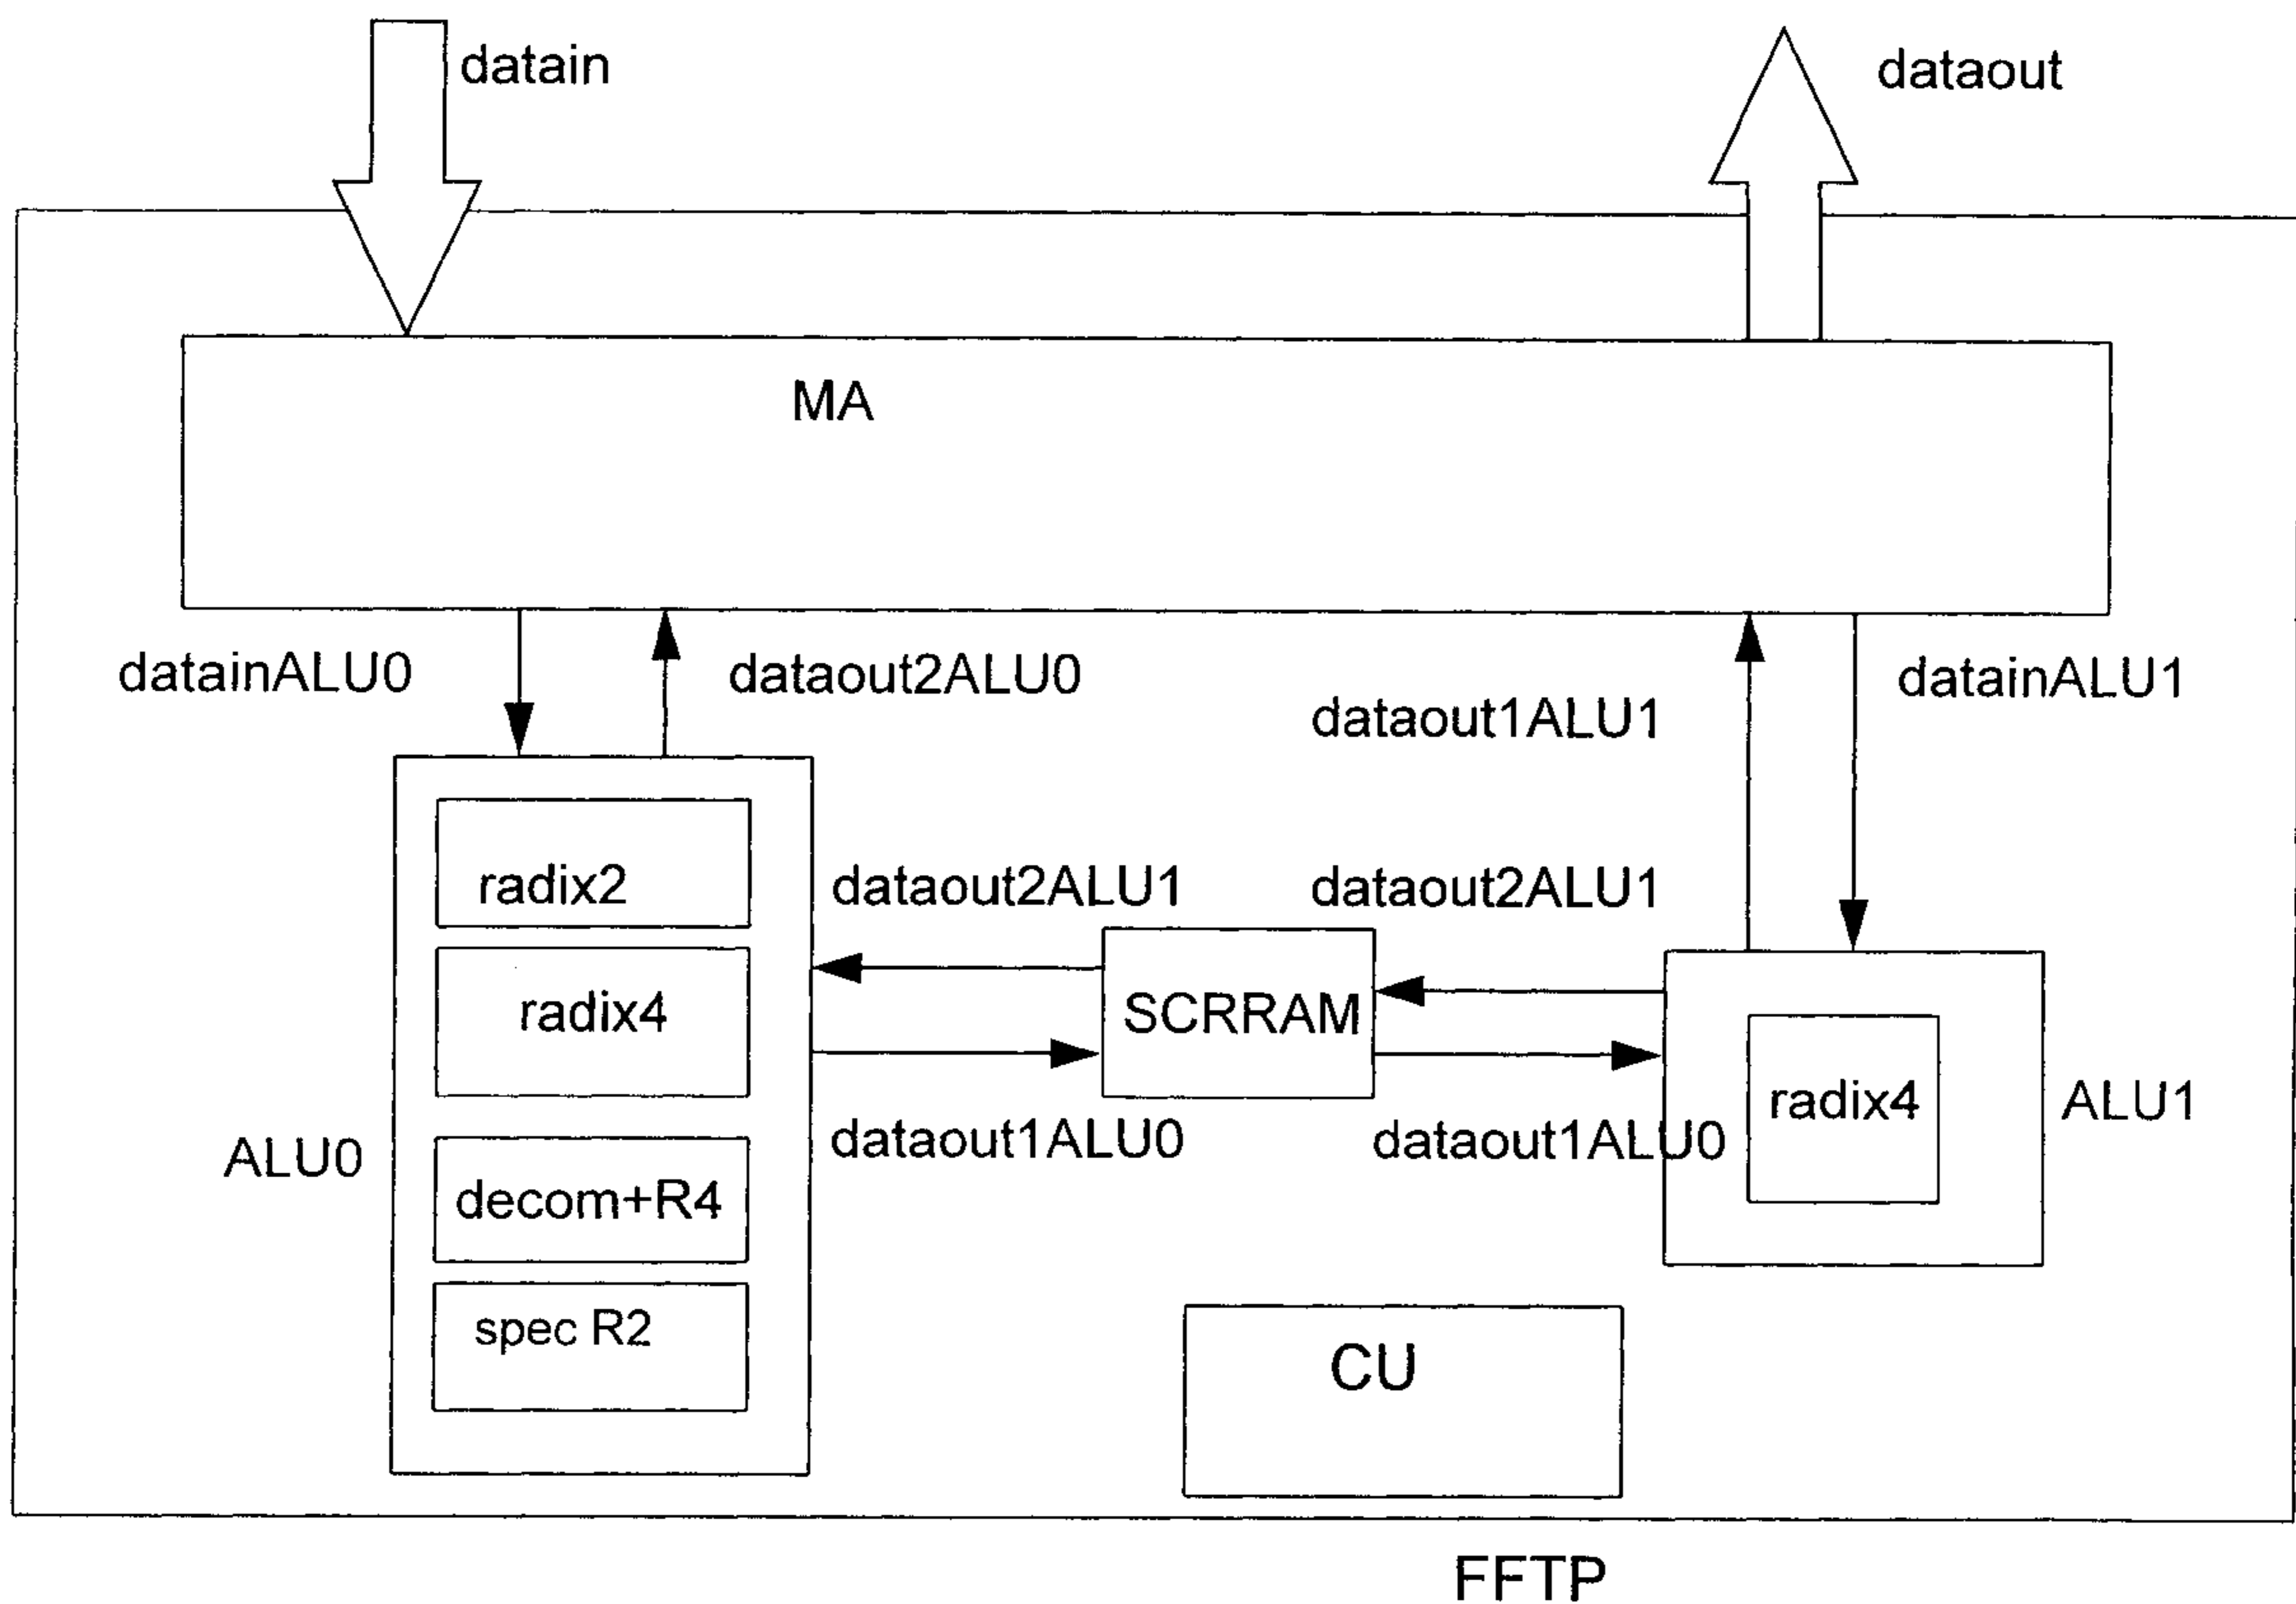 datain
dataout
MA
datainALU0
dataout2ALU0
dataout1ALU1
datainALU1
radix2
dataout2ALU1
dataout2ALU1
radix4
SCRRAM
radix4
ALU1
ALU0
dataout1ALU0
dataout1ALU0
decom+R4
spec R2
CU
FFTP